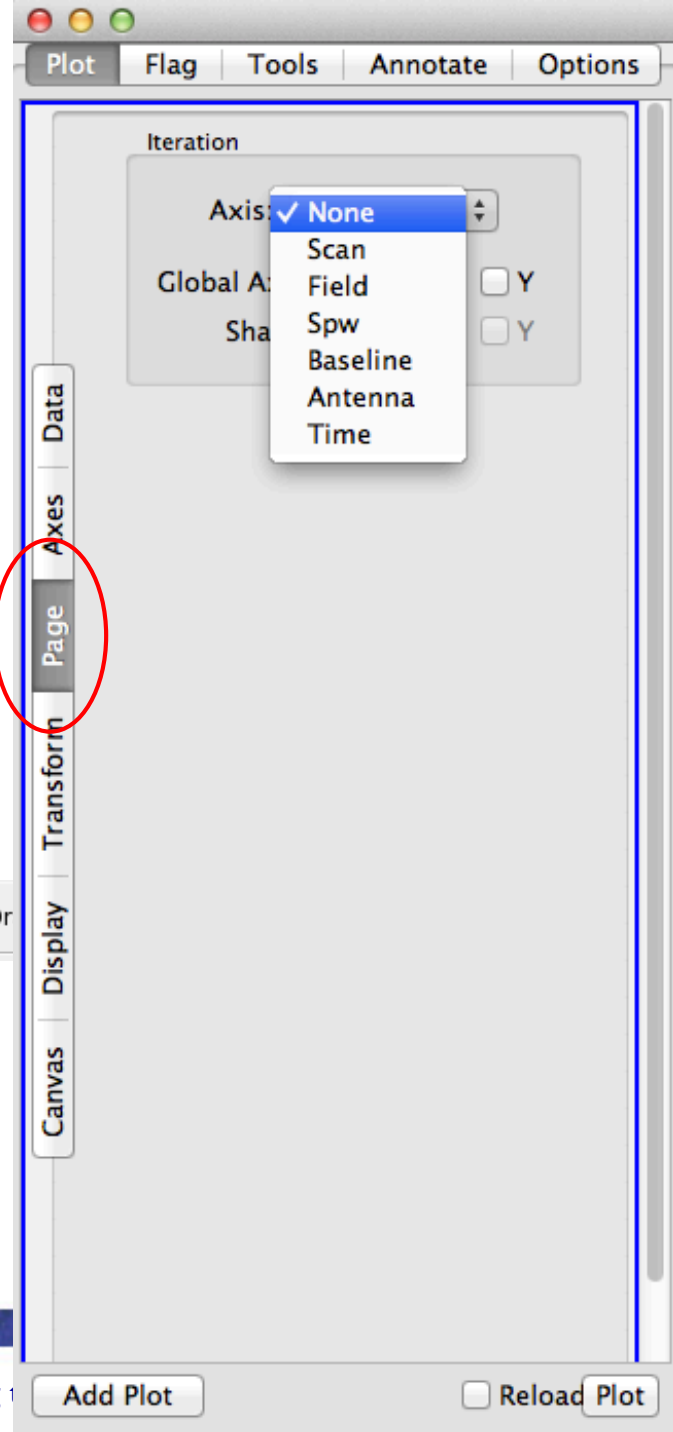 Plot Flag Tools Annotate Options
Iteration
Axis: ✓ None
Scan
Global A Field Y
Sha Spw Y
Baseline
Antenna
Time
Data
Axes
Page
Transform
Display
Canvas
Add Plot Reload Plot